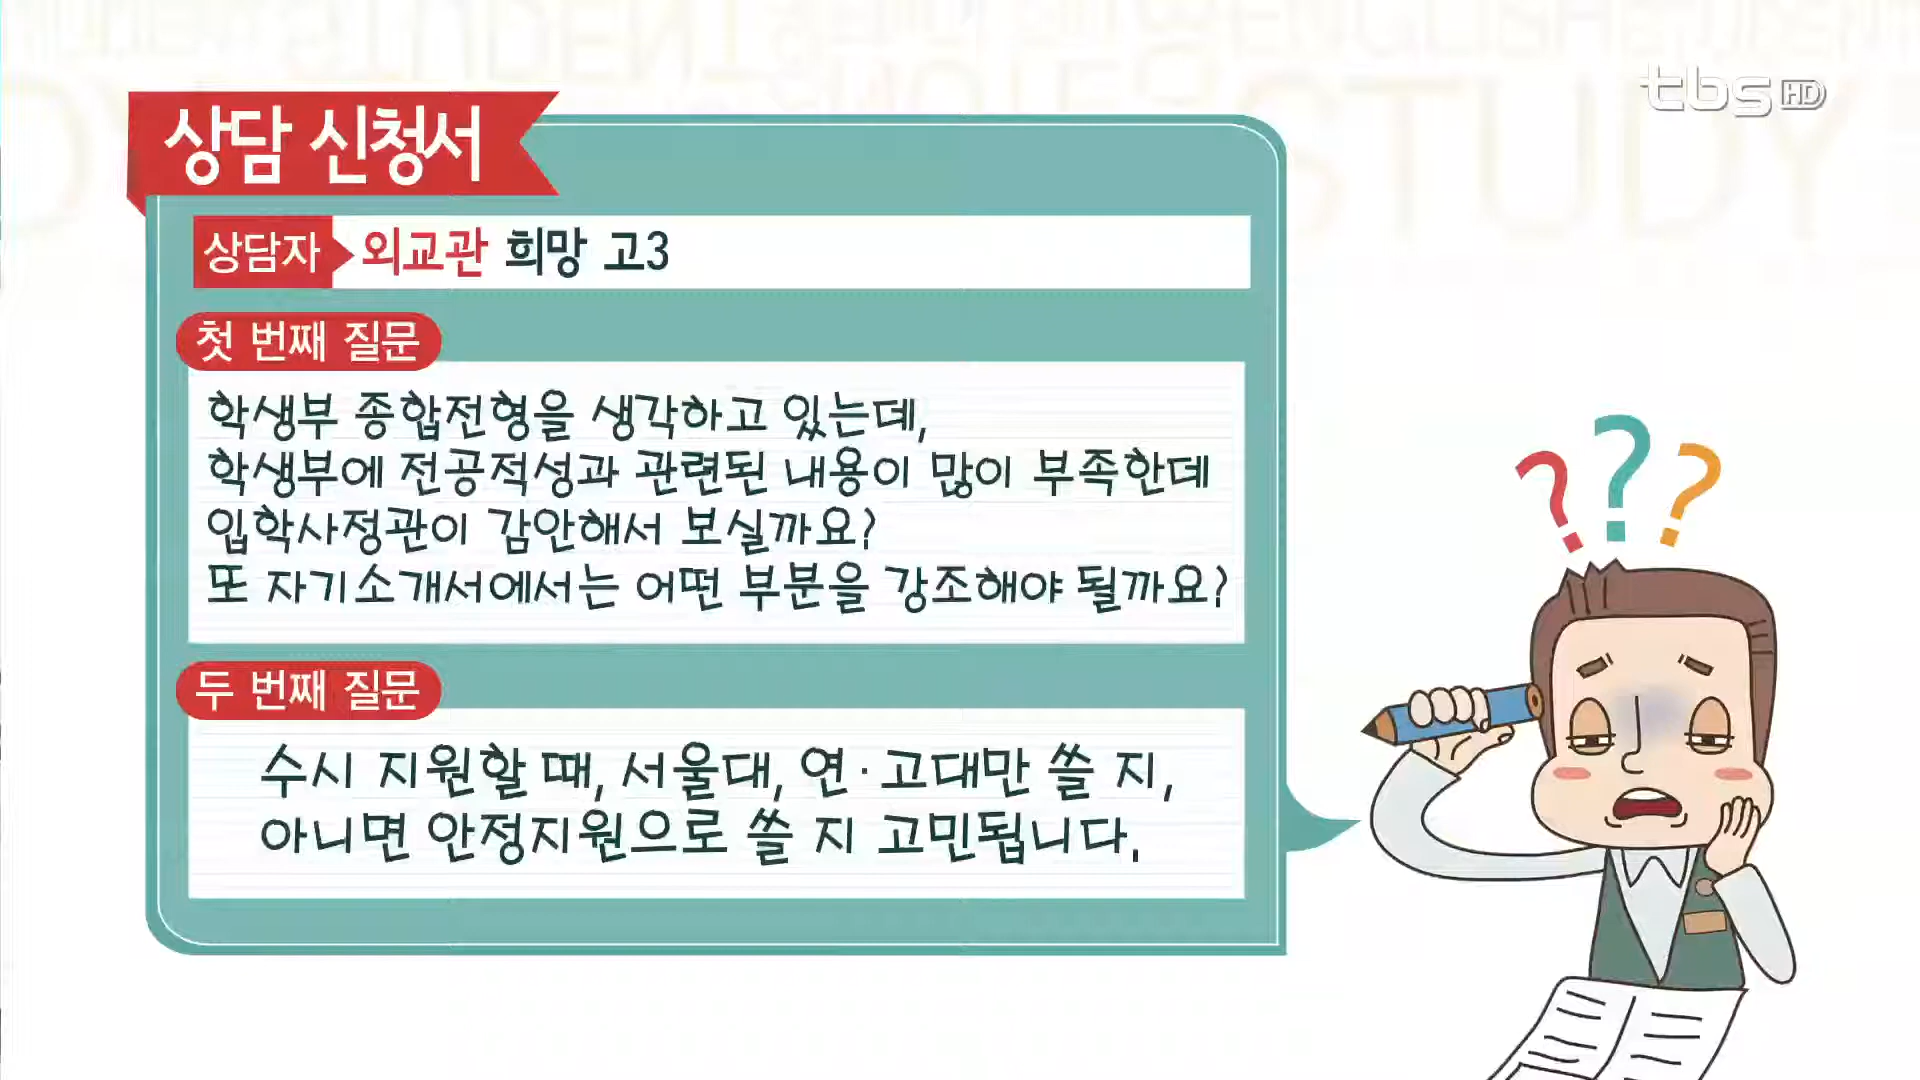 tbs HD
상담 신청서
상담자 외교관 희망 고3
첫 번째 질문
학생부 종합전형을 생각하고 있는데,
학생부에 전공적성과 관련된 내용이 많이 부족한데
입학사정관이 감안해서 보실까요?
또 자기소개서에서는 어떤 부분을 강조해야 될까요?
두 번째 질문
수시 지원할 때, 서울대, 연·고대만 쓸 지,
아니면 안정지원으로 쓸 지 고민됩니다.
???
STUDENT
ENGLISH
STUDY